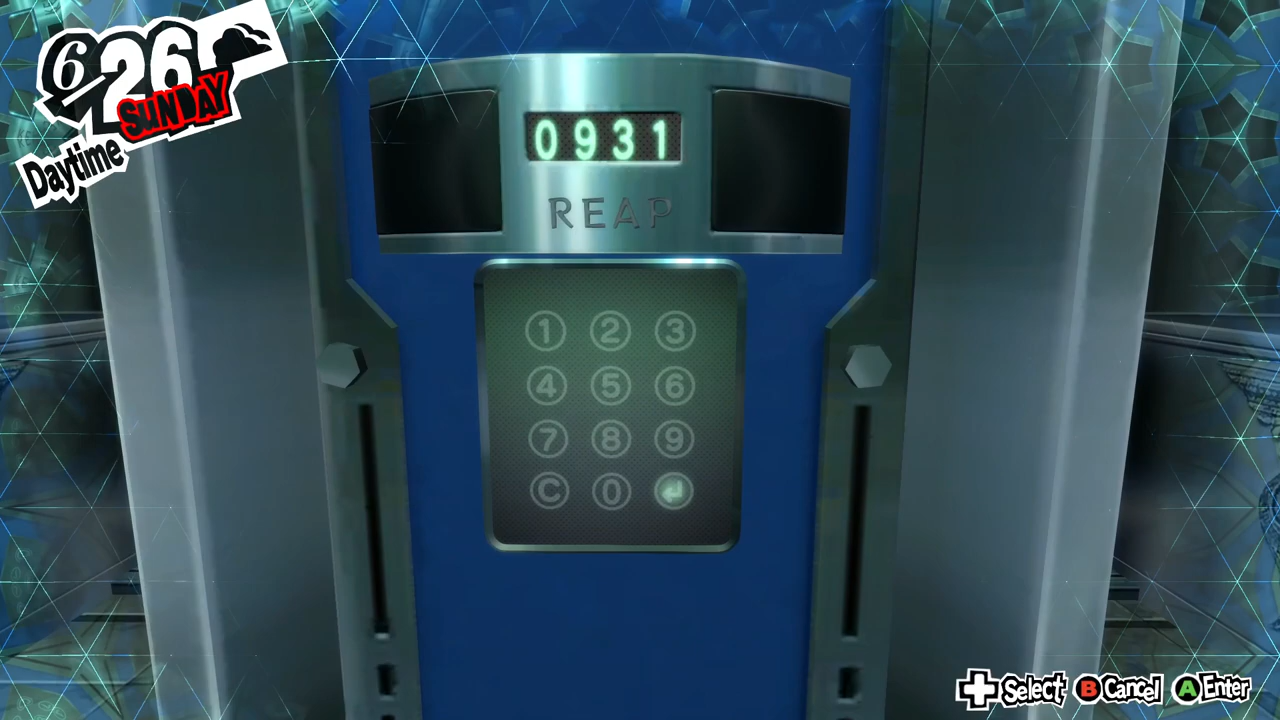 6/26
SUNDAY
Daytime
0931
REAP
1 2 3
4 5 6
7 8 9
C 0 ↵
Select B Cancel A Enter